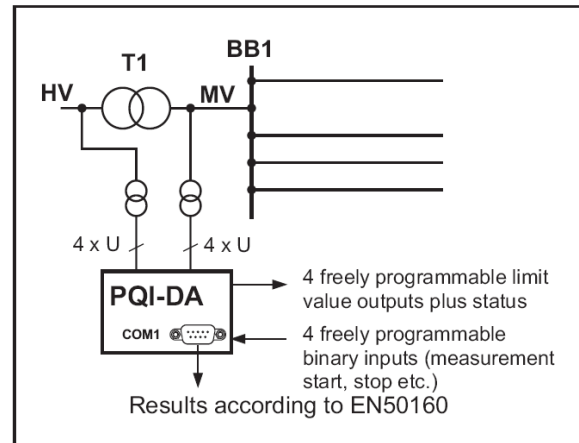 BB1
T1
HV
MV
4 x U
4 x U
PQI-DA
COM1
4 freely programmable limit
value outputs plus status
4 freely programmable
binary inputs (measurement
start, stop etc.)
Results according to EN50160